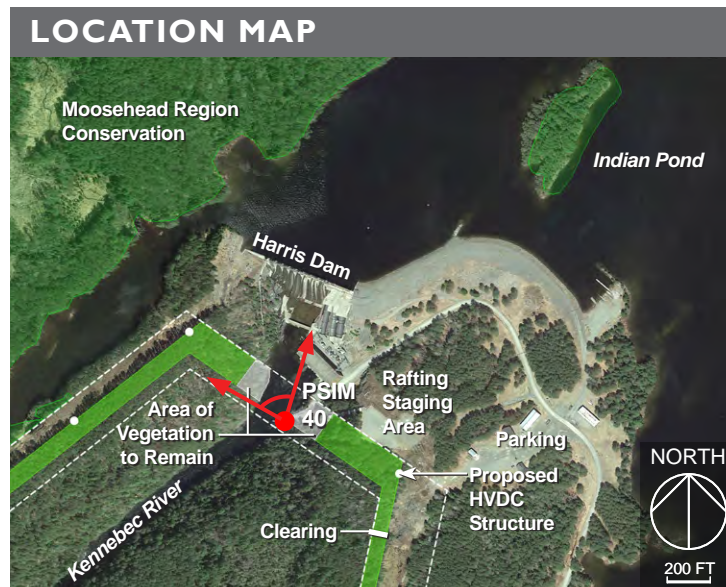 LOCATION MAP
Moosehead Region
Conservation
Indian Pond
Harris Dam
PSIM
40
Rafting
Staging
Area
Area of
Vegetation
to Remain
Parking
NORTH
Proposed
HVDC
Structure
Kennebec River
Clearing
200 FT